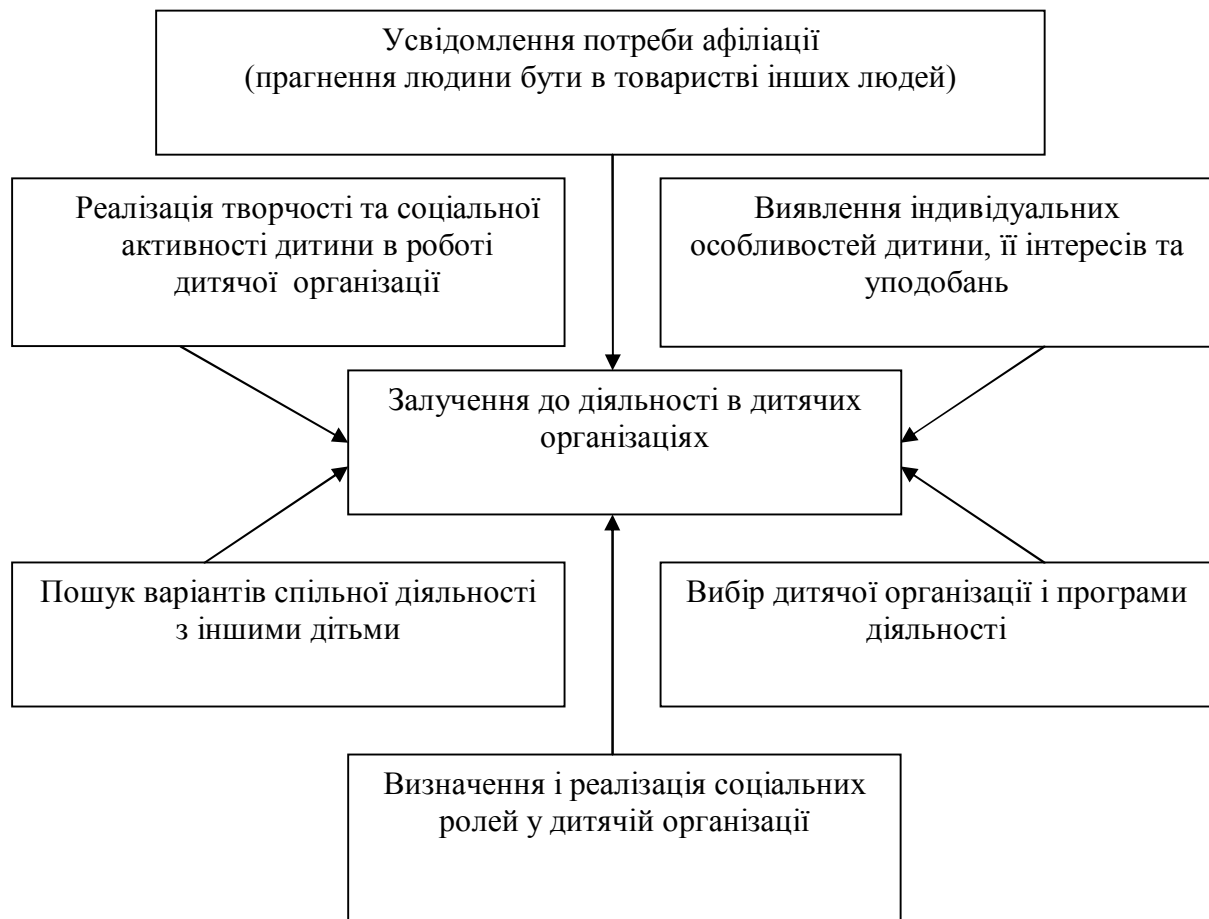 Усвідомлення потреби афіліації
(прагнення людини бути в товаристві інших людей)
Реалізація творчості та соціальної
активності дитини в роботі
дитячої організації
Виявлення індивідуальних
особливостей дитини, її інтересів та
уподобань
Залучення до діяльності в дитячих
організаціях
Пошук варіантів спільної діяльності
з іншими дітьми
Вибір дитячої організації і програми
діяльності
Визначення і реалізація соціальних
ролей у дитячій організації